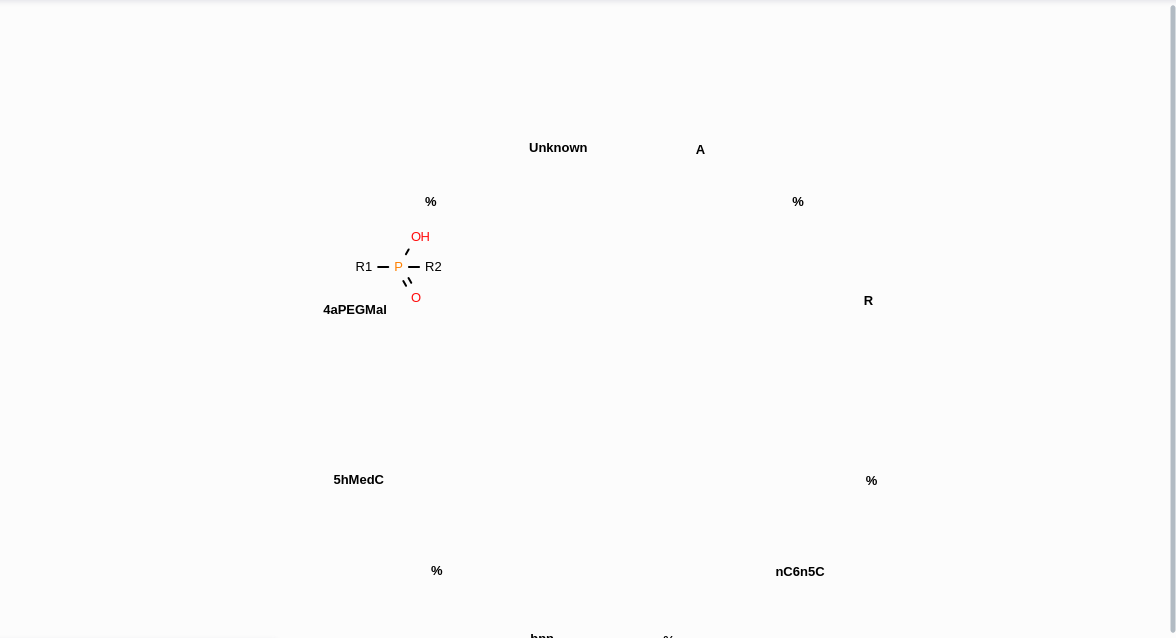 Unknown
A
%
%
OH
R1 P R2
O
R
4aPEGMal
5hMedC
%
%
nC6n5C